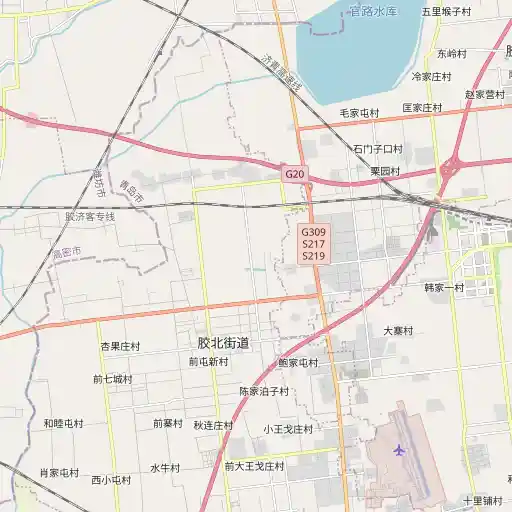 官路水库
五里堠子村
东岭村
济青高速线
冷家庄村
赵家营村
毛家屯村
匡家庄村
石门子口村
栗园村
G20
潍坊市
青岛市
胶济客专线
G309
S217
S219
高密市
韩家一村
大寨村
杏果庄村
胶北街道
前屯新村
鲍家屯村
前七城村
陈家泊子村
和睦屯村
前寨村
秋连庄村
小王戈庄村
肖家屯村
水牛村
前大王戈庄村
西小屯村
十里铺村